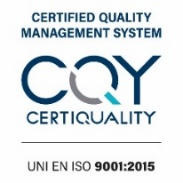 CERTIFIED QUALITY
MANAGEMENT SYSTEM
CQY
CERTIQUALITY
UNI EN ISO 9001:2015